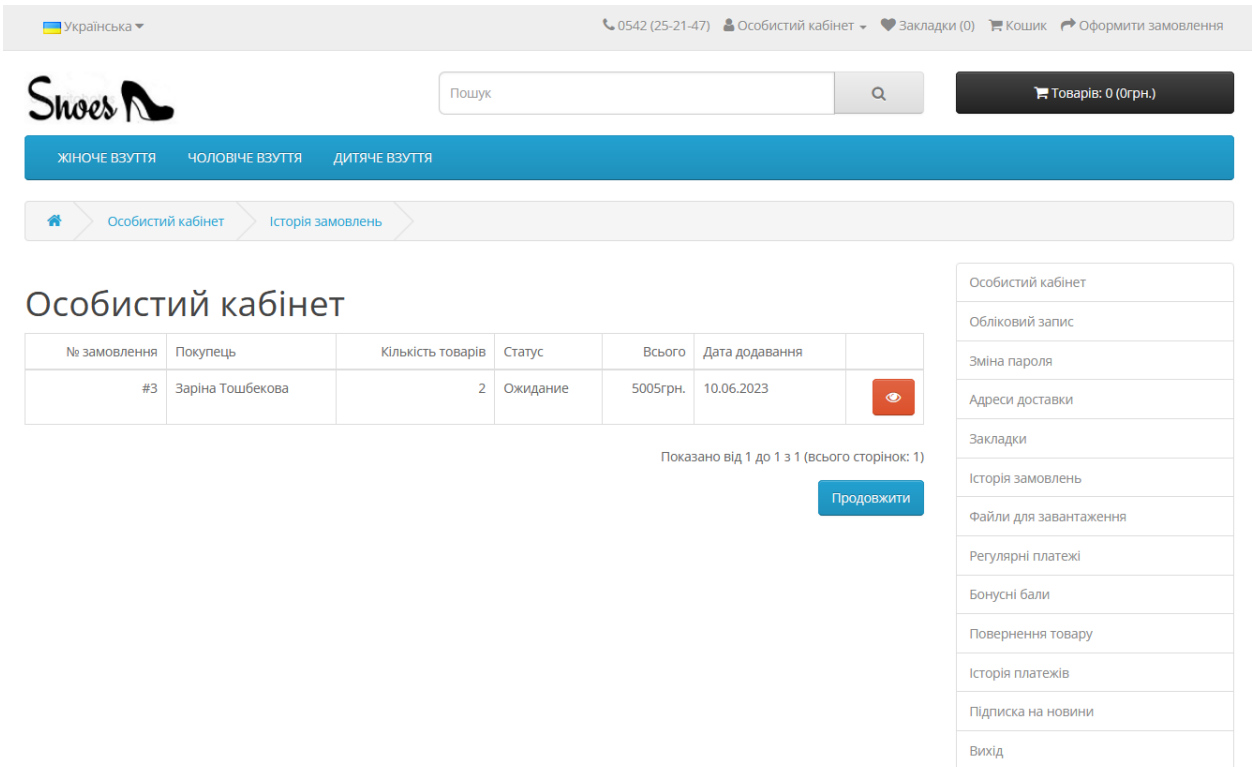 Українська
0542 (25-21-47) Особистий кабінет Закладки (0) Кошик Оформити замовлення
Shoes
Пошук
Товарів: 0 (0грн.)
ЖІНОЧЕ ВЗУТТЯ ЧОЛОВІЧЕ ВЗУТТЯ ДИТЯЧЕ ВЗУТТЯ
Особистий кабінет Історія замовлень
Особистий кабінет
№ замовлення Покупець Кількість товарів Статус Всього Дата додавання
#3 Заріна Тошбекова 2 Ожидание 5005грн. 10.06.2023
Показано від 1 до 1 з 1 (всього сторінок: 1)
Продовжити
Особистий кабінет
Обліковий запис
Зміна пароля
Адреси доставки
Закладки
Історія замовлень
Файли для завантаження
Регулярні платежі
Бонусні бали
Повернення товару
Історія платежів
Підписка на новини
Вихід